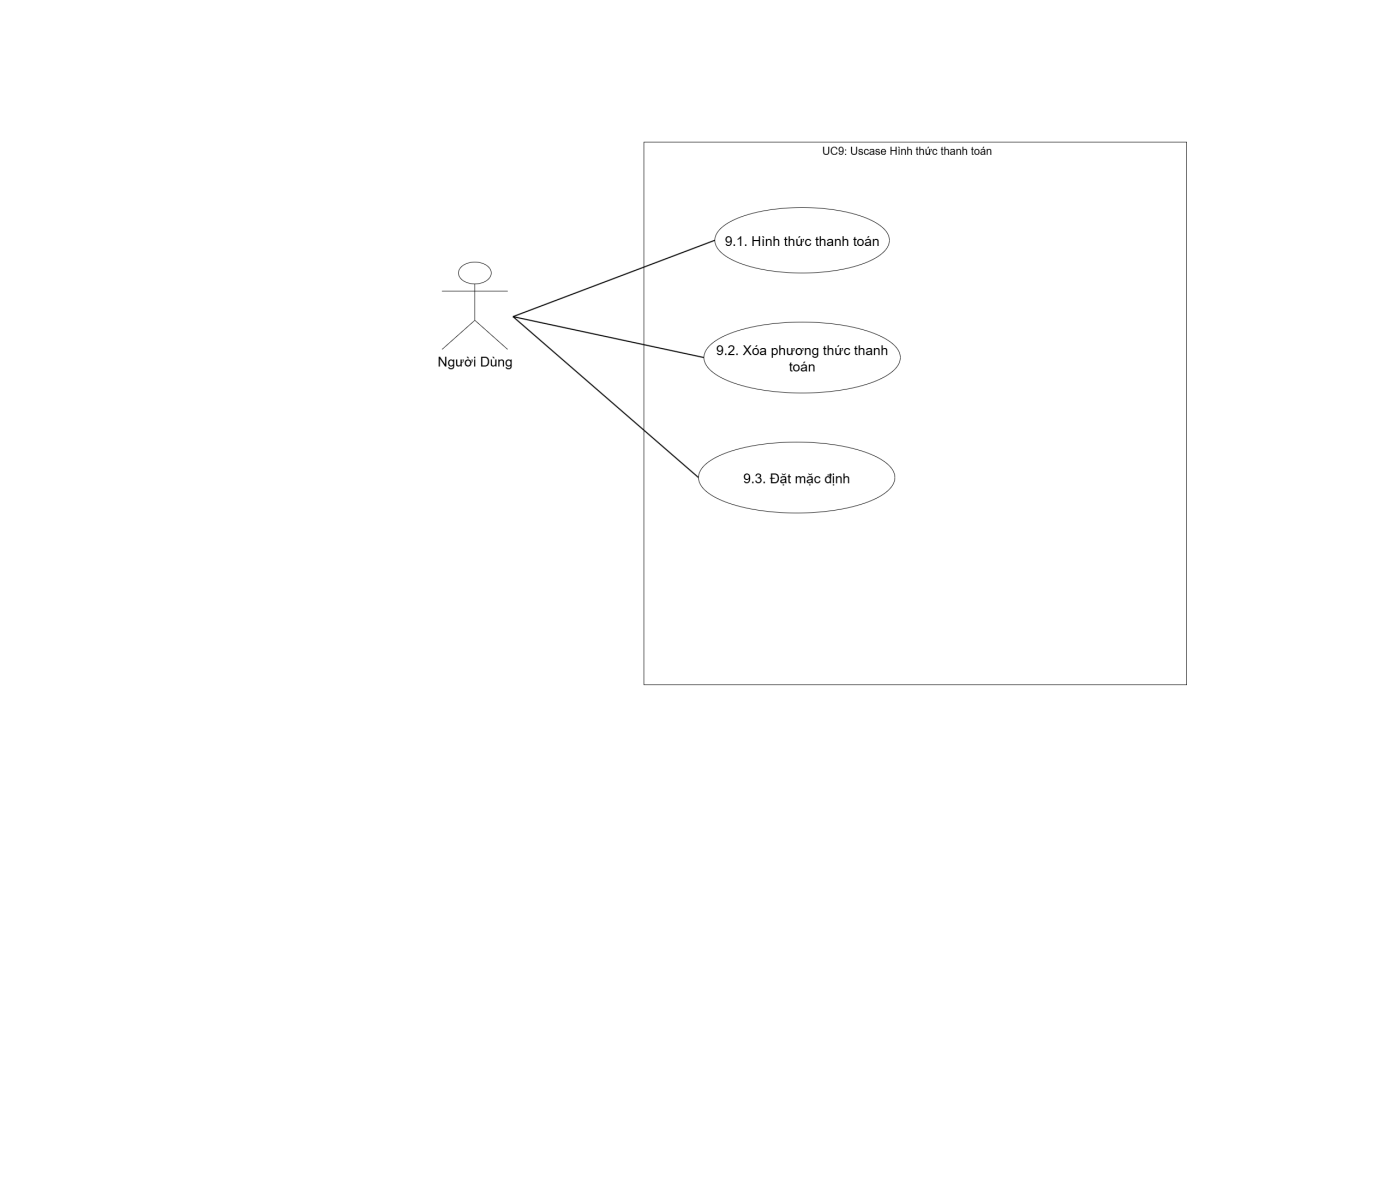 UC9: Uscase Hình thức thanh toán
9.1. Hình thức thanh toán
Người Dùng
9.2. Xóa phương thức thanh
toán
9.3. Đặt mặc định